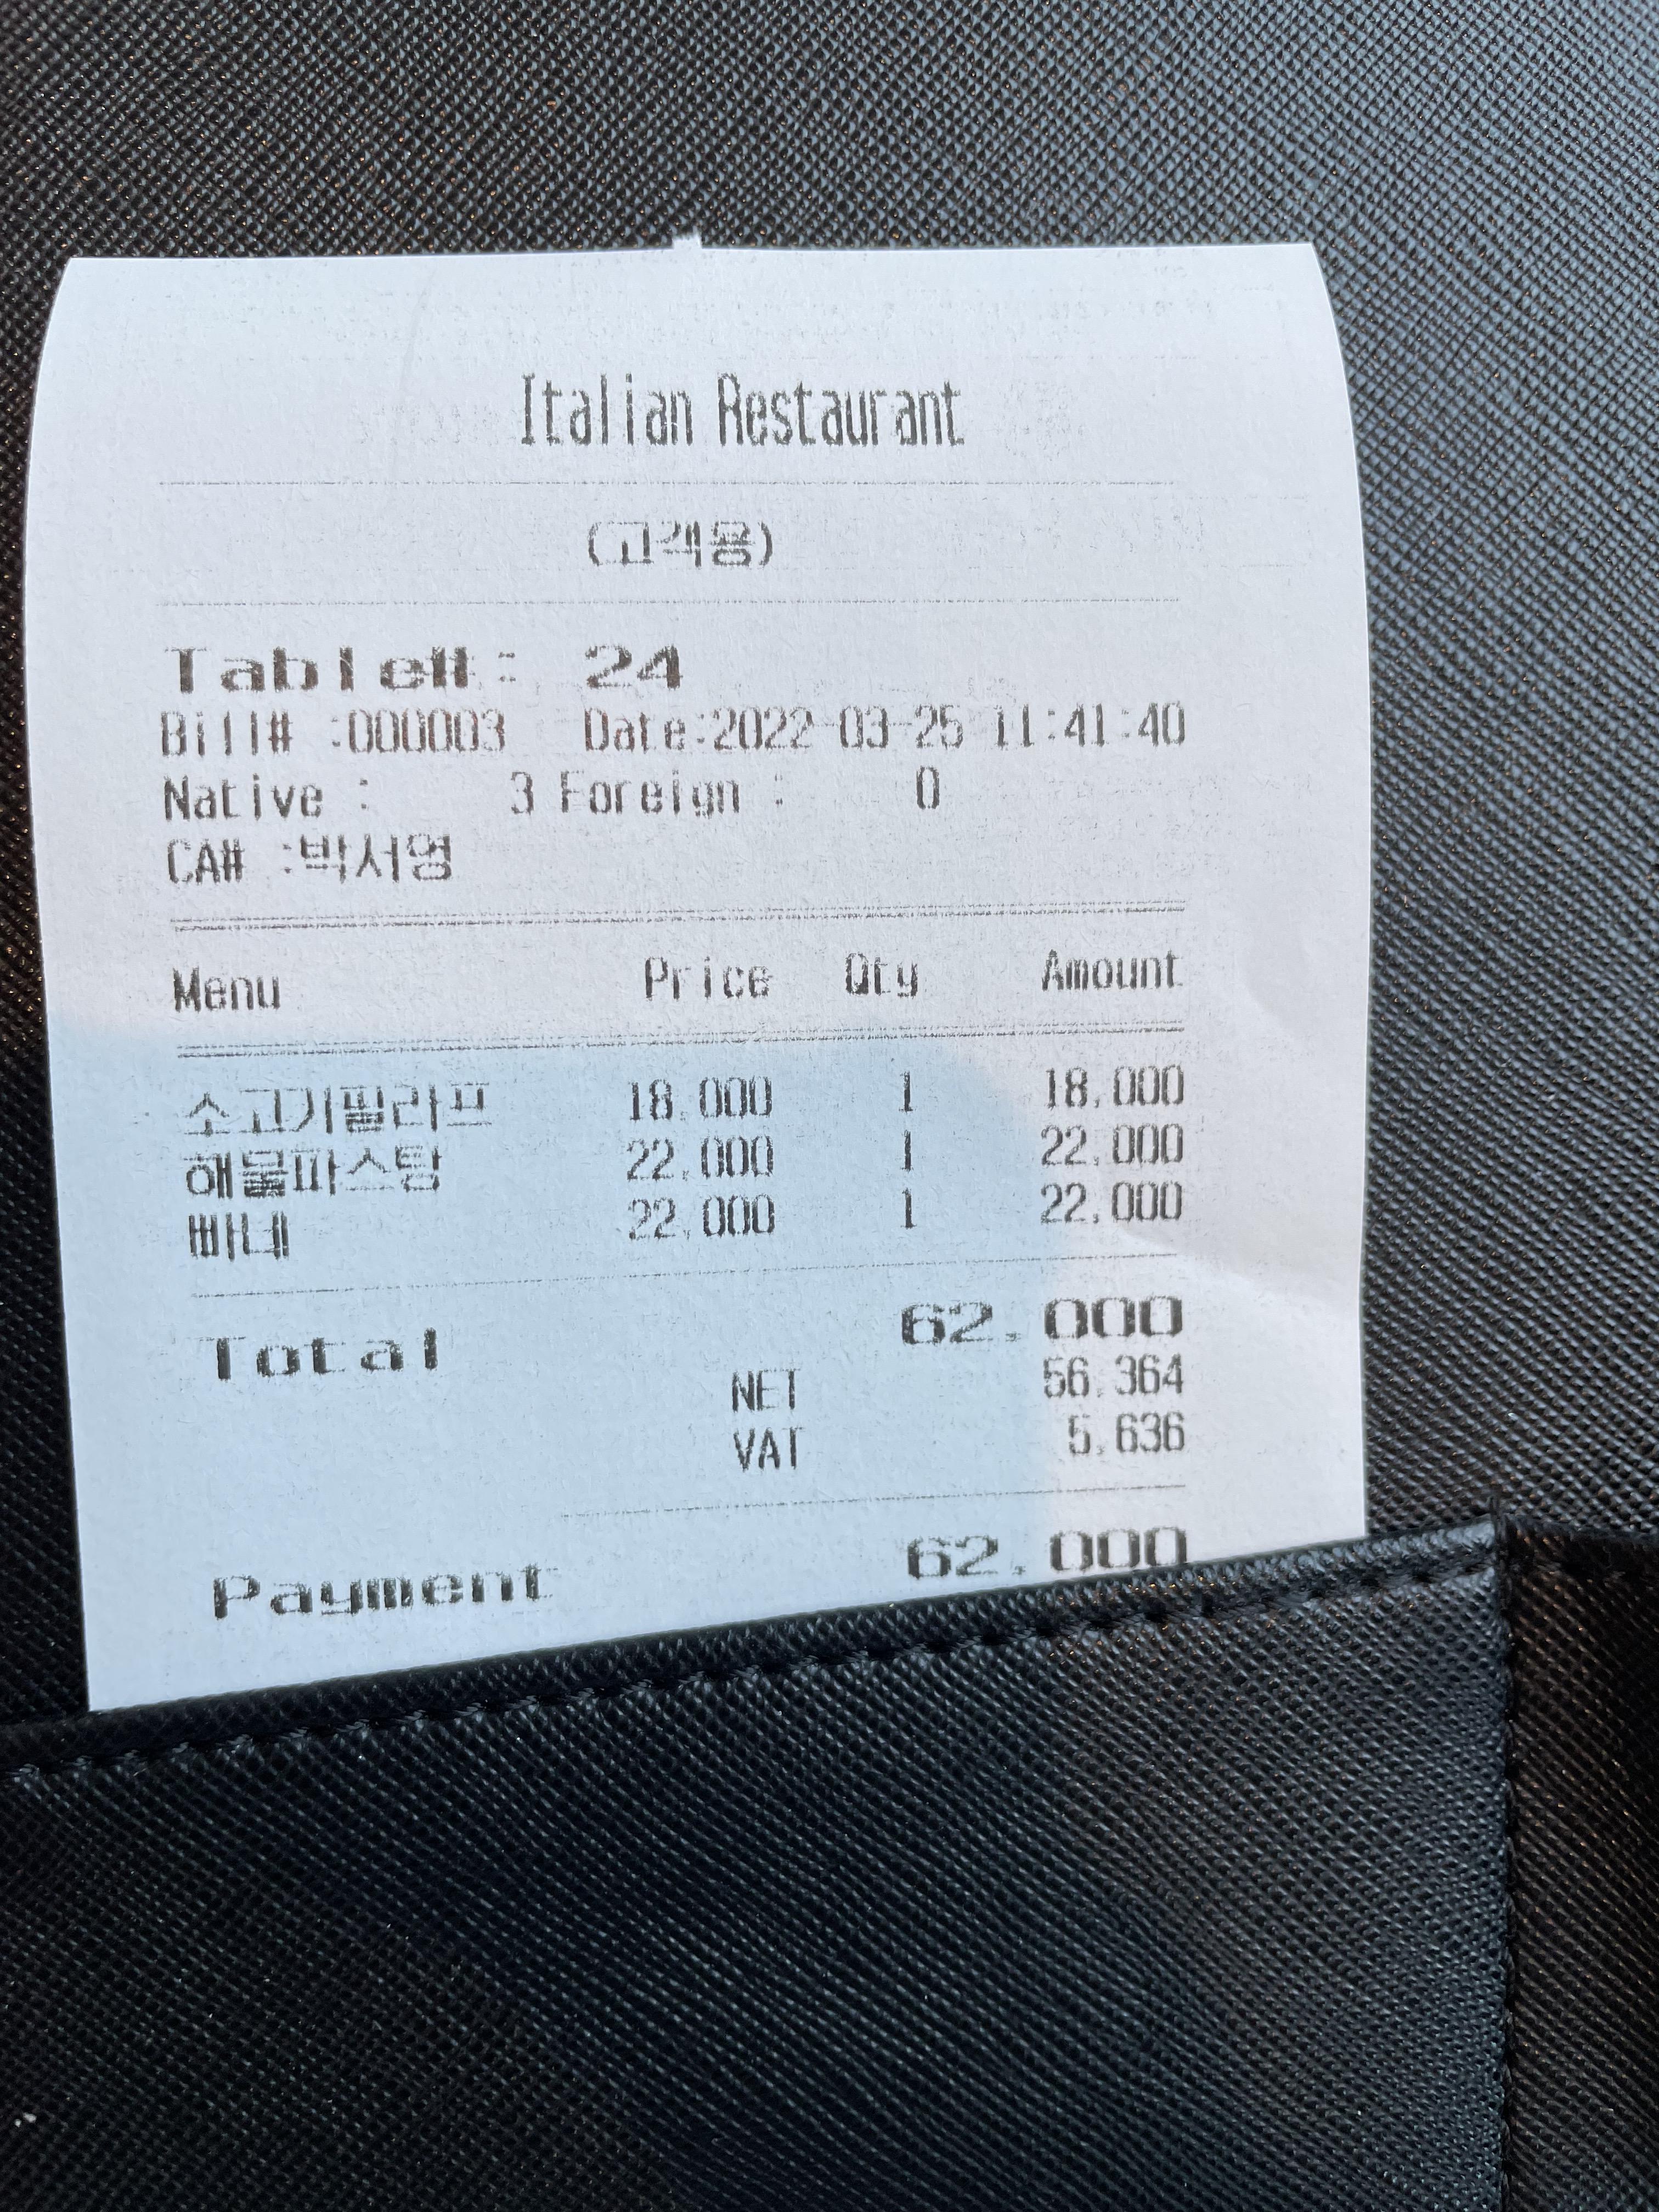 Italian Restaurant
(고객용)
Table#: 24
Bill# :000003 Date:2022-03-25 11:41:40
Native : 3 Foreign : 0
CA# :박서영
Menu Price Qty Amount
소고기필라프 18,000 1 18,000
해물파스탕 22,000 1 22,000
빠네 22,000 1 22,000
Total 62,000
NET 56,364
VAT 5,636
Payment 62,000